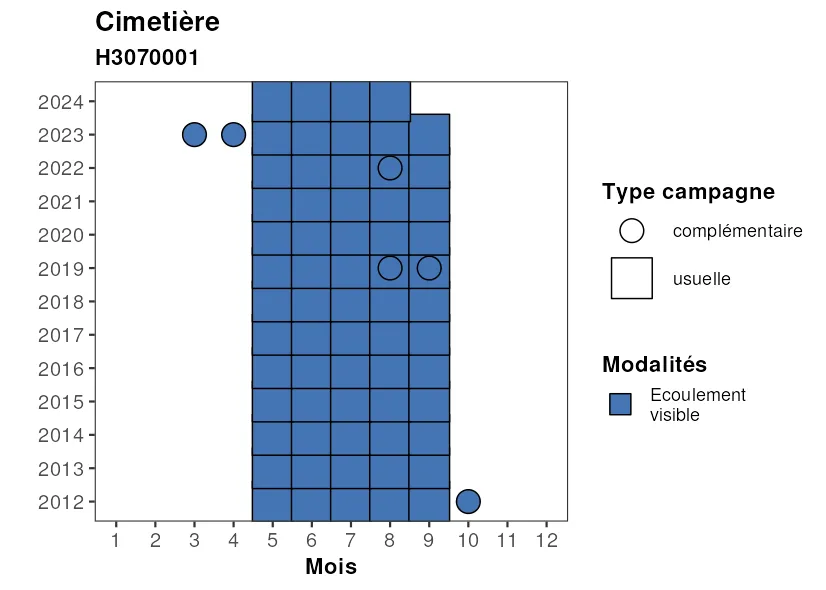 Cimetière
H3070001
2024
2023
2022
2021
2020
2019
2018
2017
2016
2015
2014
2013
2012
1 2 3 4 5 6 7 8 9 10 11 12
Mois
Type campagne
complémentaire
usuelle
Modalités
Ecoulement
visible